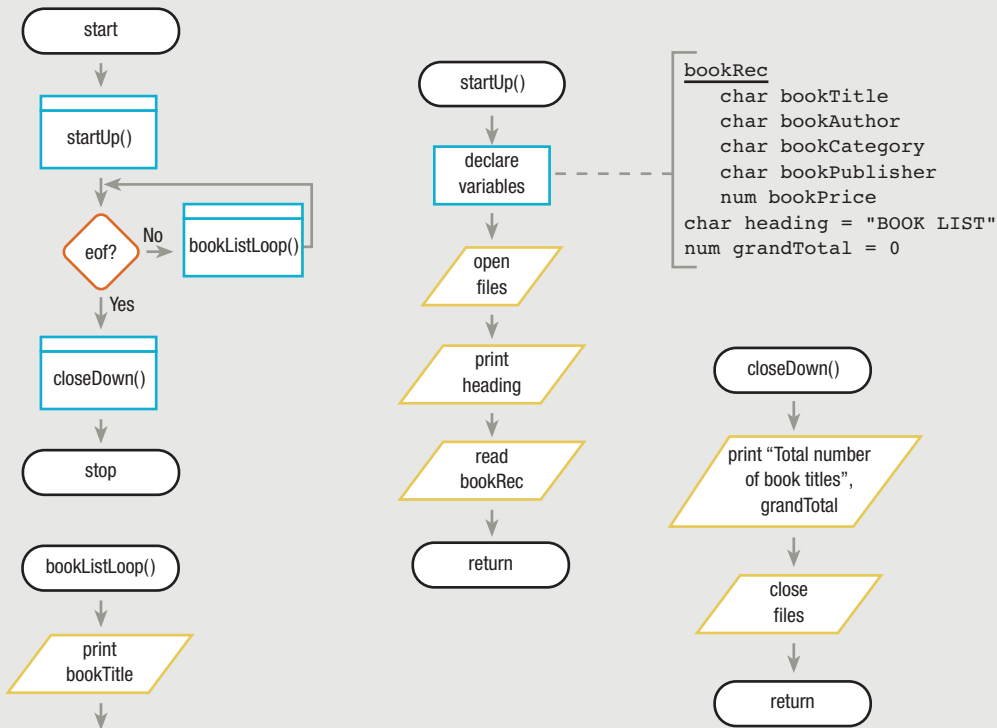 start
startUp()
eof?
No
bookListLoop()
Yes
closeDown()
stop
bookListLoop()
print
bookTitle
startUp()
declare
variables
open
files
print
heading
read
bookRec
return
bookRec
char bookTitle
char bookAuthor
char bookCategory
char bookPublisher
num bookPrice
char heading = "BOOK LIST"
num grandTotal = 0
closeDown()
print “Total number
of book titles”,
grandTotal
close
files
return